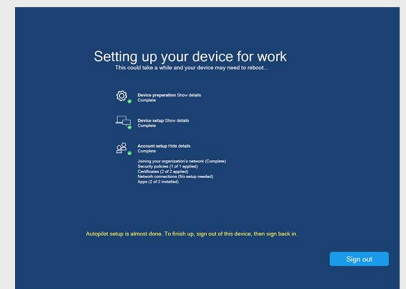 Setting up your device for work
This could take a while and your device may need to reboot...
Device preparation Show details
Complete
Device setup Show details
Complete
Account setup Hide details
Complete
Joining your organization's network (Complete)
Security policies (1 of 1 applied)
Certificates (2 of 2 applied)
Network connections (No setup needed)
Apps (2 of 2 installed)
Autopilot setup is almost done. To finish up, sign out of this device, then sign back in.
Sign out